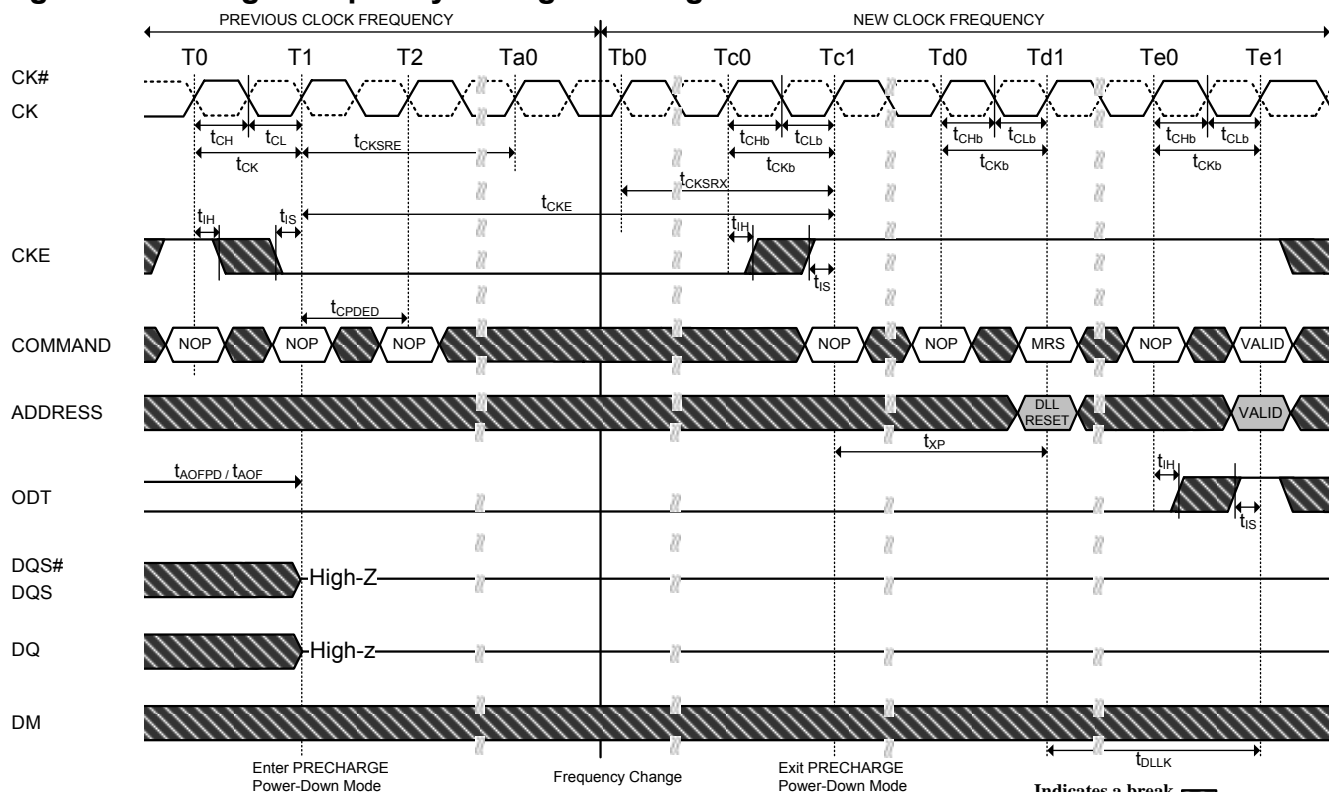 PREVIOUS CLOCK FREQUENCY NEW CLOCK FREQUENCY
T0 T1 T2 Ta0 Tb0 Tc0 Tc1 Td0 Td1 Te0 Te1
CK#
CK
tCH tCL tCHb tCLb tCHb tCLb tCHb tCLb
tCK tCKSRE tCKb tCKb tCKb
tCKSRX
tCKE
tIH tIS tIH
CKE
tIS
tCPDED
COMMAND NOP NOP NOP NOP NOP MRS NOP VALID
ADDRESS DLL RESET VALID
tXP
tAOFPD / tAOF tIH
ODT
tIS
DQS#
DQS High-Z
DQ High-z
DM
tDLLK
Enter PRECHARGE
Power-Down Mode
Frequency Change
Exit PRECHARGE
Power-Down Mode
Indicates a break